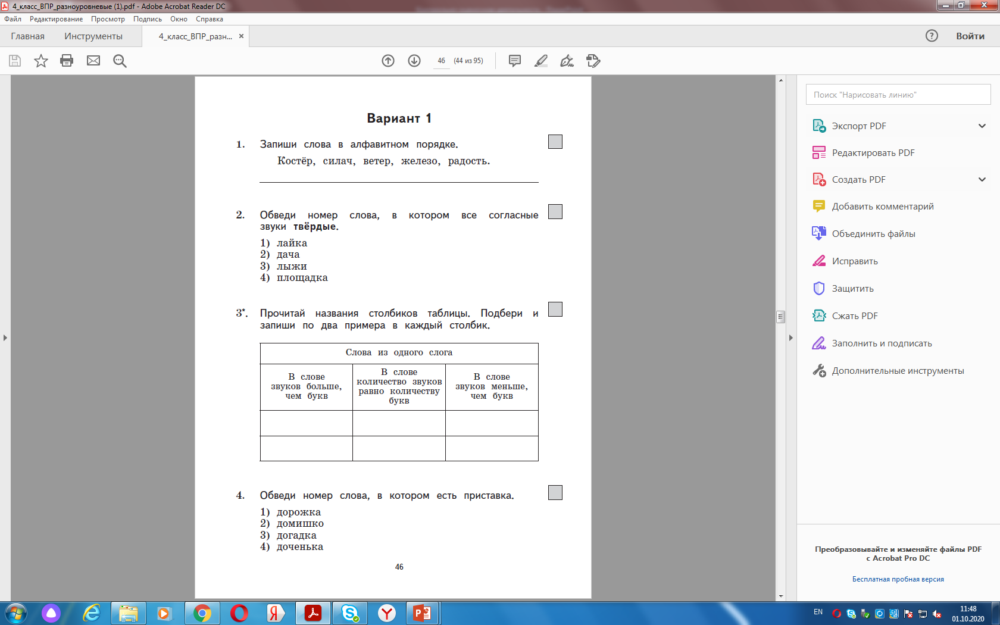 4_класс_ВПР_разноуровневые (1).pdf - Adobe Acrobat Reader DC
Файл Редактирование Просмотр Подпись Окно Справка
Главная Инструменты 4_класс_ВПР_разн... × ? Войти
46 (44 из 95)
Поиск "Нарисовать линию"
Экспорт PDF
Редактировать PDF
Создать PDF
Добавить комментарий
Объединить файлы
Исправить
Защитить
Сжать PDF
Заполнить и подписать
Дополнительные инструменты
Преобразовывайте и изменяйте файлы PDF
с Acrobat Pro DC
Бесплатная пробная версия
Вариант 1
1. Запиши слова в алфавитном порядке.
Костёр, силач, ветер, железо, радость.
2. Обведи номер слова, в котором все согласные
звуки твёрдые.
1) лайка
2) дача
3) лыжи
4) площадка
3*. Прочитай названия столбиков таблицы. Подбери и
запиши по два примера в каждый столбик.
Слова из одного слога
В слове
звуков больше,
чем букв
В слове
количество звуков
равно количеству
букв
В слове
звуков меньше,
чем букв
4. Обведи номер слова, в котором есть приставка.
1) дорожка
2) домишко
3) догадка
4) доченька
46
EN
11:48
01.10.2020